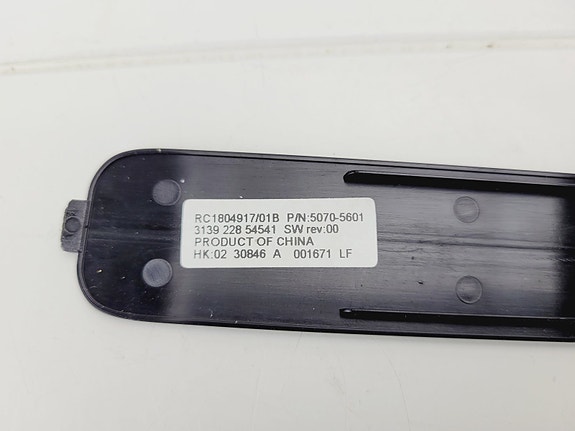 RC1804917/01B P/N:5070-5601
3139 228 54541 SW rev:00
PRODUCT OF CHINA
HK:02 30846 A 001671 LF